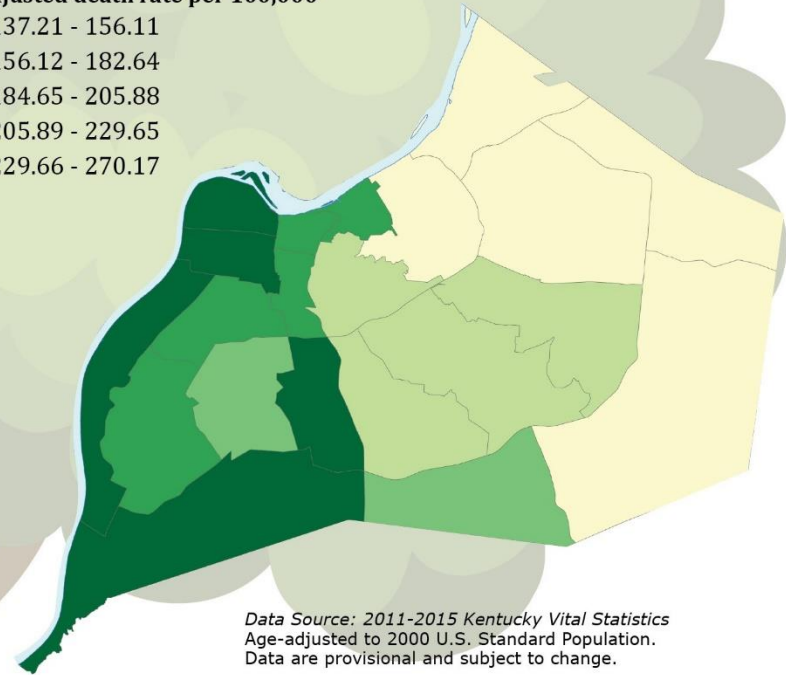 justed death rate per 100,000
37.21 - 156.11
56.12 - 182.64
84.65 - 205.88
05.89 - 229.65
29.66 - 270.17
Data Source: 2011-2015 Kentucky Vital Statistics
Age-adjusted to 2000 U.S. Standard Population.
Data are provisional and subject to change.